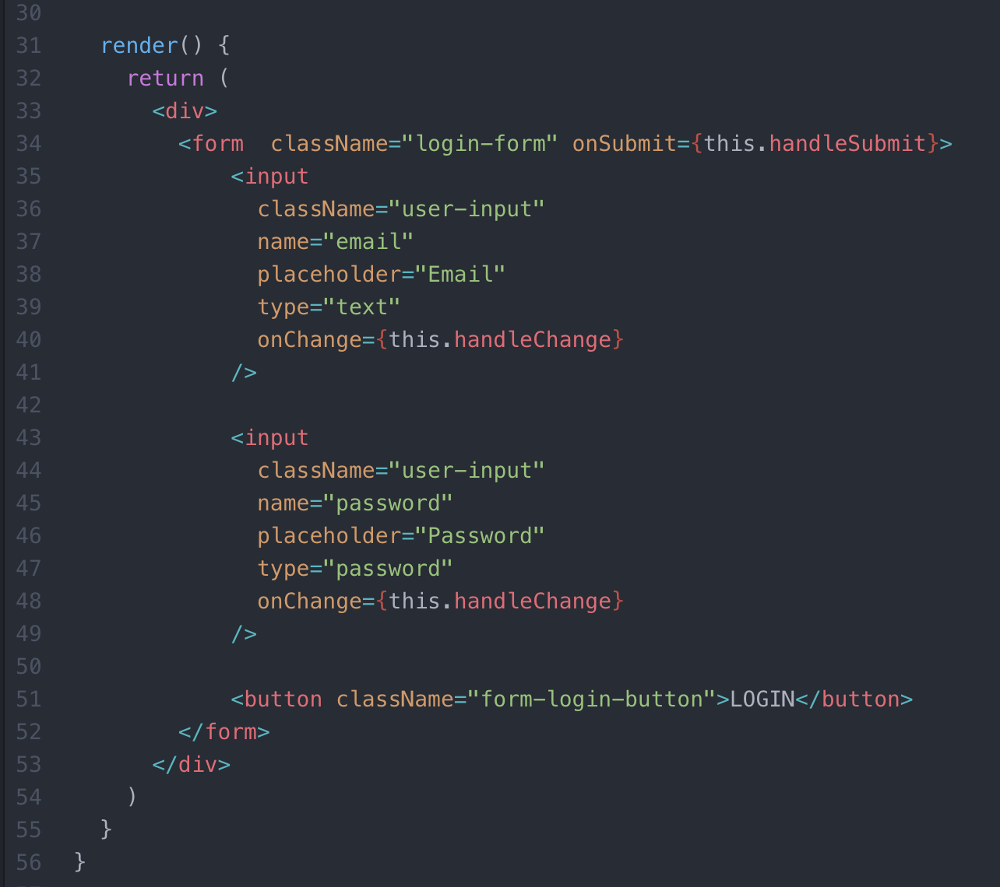 30
31 render() {
32 return (
33 <div>
34 <form  className="login-form" onSubmit={this.handleSubmit}>
35 <input
36 className="user-input"
37 name="email"
38 placeholder="Email"
39 type="text"
40 onChange={this.handleChange}
41 />
42
43 <input
44 className="user-input"
45 name="password"
46 placeholder="Password"
47 type="password"
48 onChange={this.handleChange}
49 />
50
51 <button className="form-login-button">LOGIN</button>
52 </form>
53 </div>
54 )
55 }
56 }